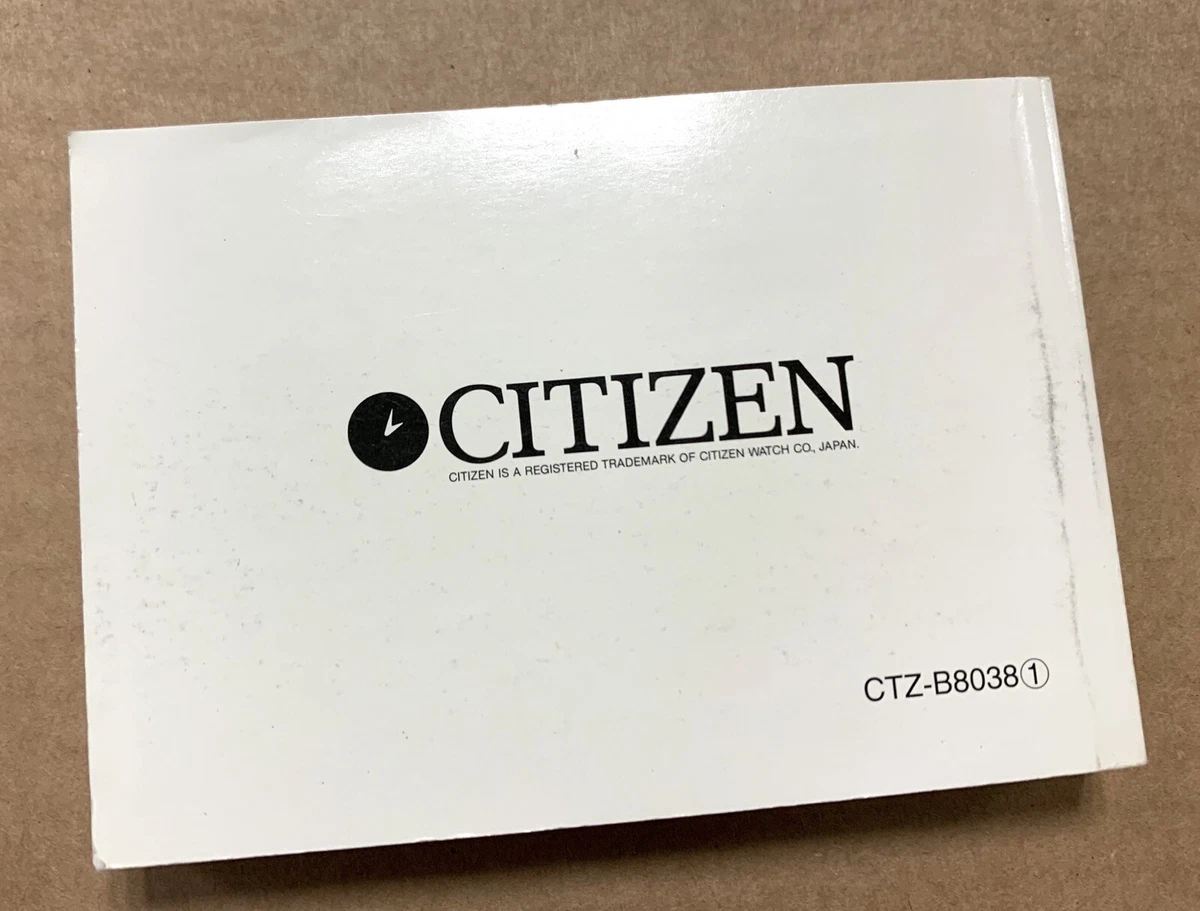 CITIZEN
CITIZEN IS A REGISTERED TRADEMARK OF CITIZEN WATCH CO., JAPAN.
CTZ-B8038①